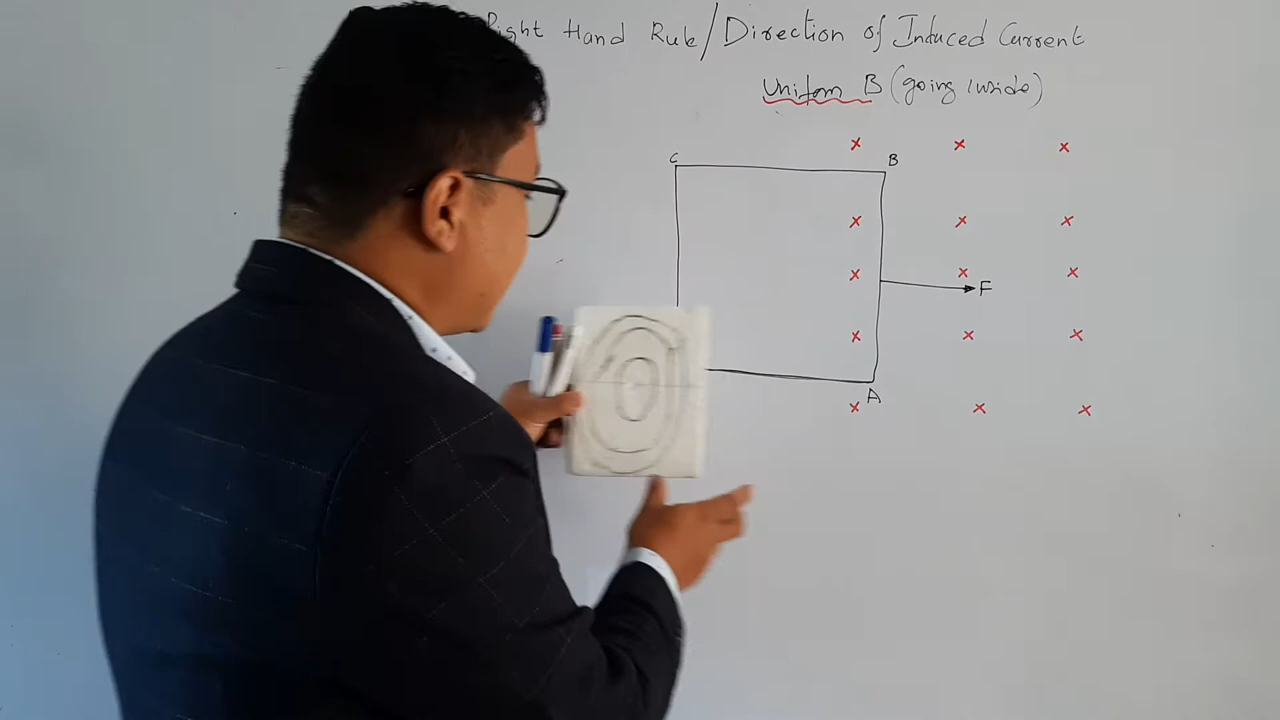 Right Hand Rule/Direction of Induced Current
Uniform B (going inside)
C
B
F
A